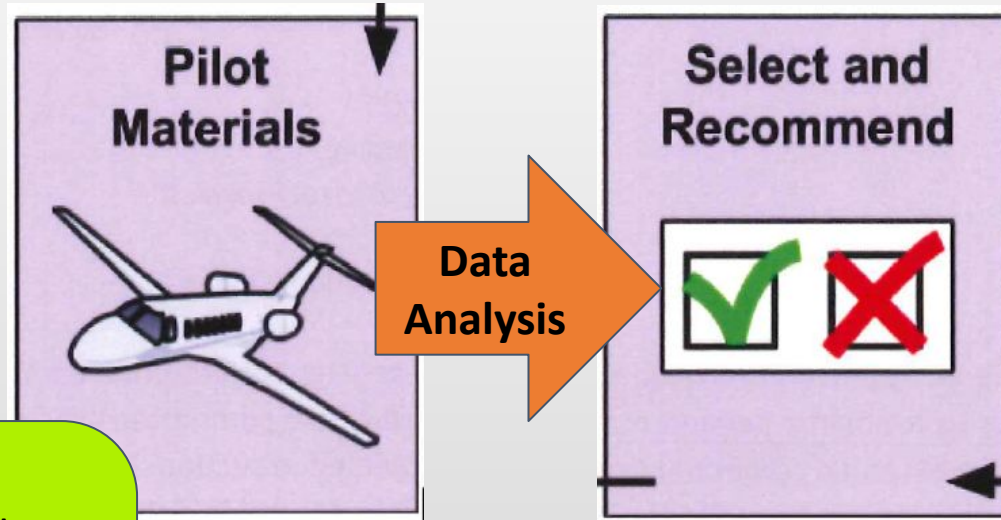 Pilot
Materials
Data
Analysis
Select and
Recommend